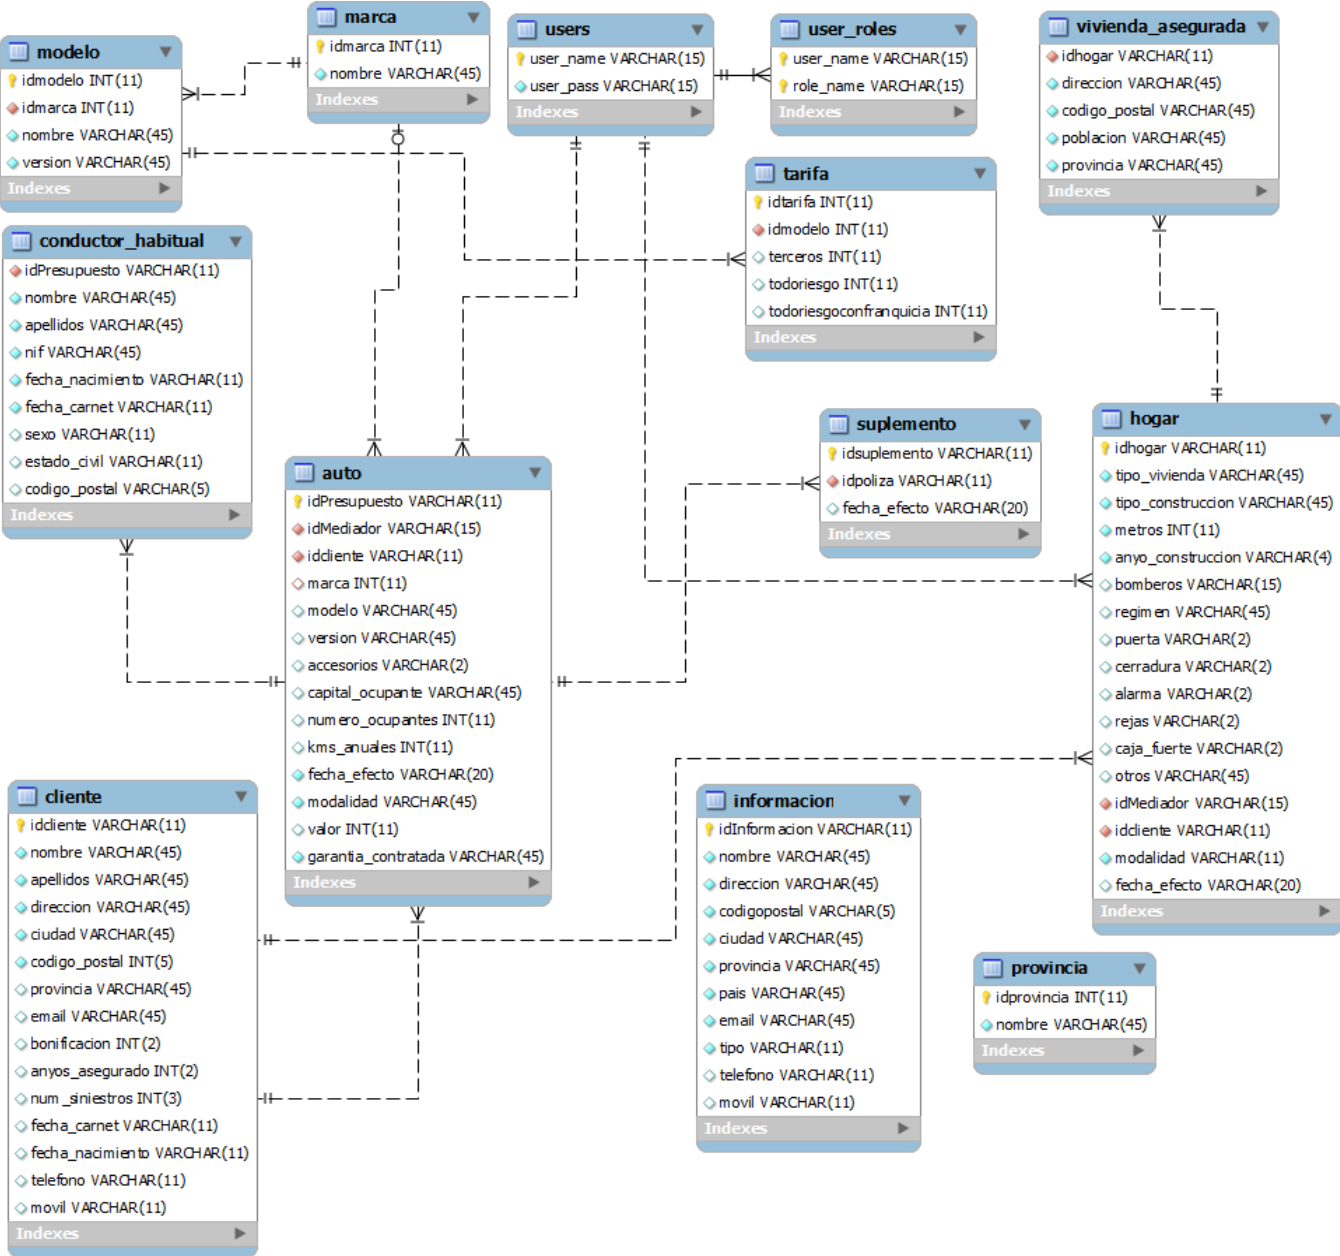 modelo
idmodelo INT(11)
idmarca INT(11)
nombre VARCHAR(45)
version VARCHAR(45)
Indexes
marca
idmarca INT(11)
nombre VARCHAR(45)
Indexes
users
user_name VARCHAR(15)
user_pass VARCHAR(15)
Indexes
user_roles
user_name VARCHAR(15)
role_name VARCHAR(15)
Indexes
vivienda_asegurada
idhogar VARCHAR(11)
direccion VARCHAR(45)
codigo_postal VARCHAR(45)
poblacion VARCHAR(45)
provincia VARCHAR(45)
Indexes
tarifa
idtarifa INT(11)
idmodelo INT(11)
terceros INT(11)
todoriesgo INT(11)
todoriesgoconfranquicia INT(11)
Indexes
conductor_habitual
idPresupuesto VARCHAR(11)
nombre VARCHAR(45)
apellidos VARCHAR(45)
nif VARCHAR(45)
fecha_nacimiento VARCHAR(11)
fecha_carnet VARCHAR(11)
sexo VARCHAR(11)
estado_civil VARCHAR(11)
codigo_postal VARCHAR(5)
Indexes
auto
idPresupuesto VARCHAR(11)
idMediador VARCHAR(15)
idcliente VARCHAR(11)
marca INT(11)
modelo VARCHAR(45)
version VARCHAR(45)
accesorios VARCHAR(2)
capital_ocupante VARCHAR(45)
numero_ocupantes INT(11)
kms_anuales INT(11)
fecha_efecto VARCHAR(20)
modalidad VARCHAR(45)
valor INT(11)
garantia_contratada VARCHAR(45)
Indexes
suplemento
idsuplemento VARCHAR(11)
idpoliza VARCHAR(11)
fecha_efecto VARCHAR(20)
Indexes
hogar
idhogar VARCHAR(11)
tipo_vivienda VARCHAR(45)
tipo_construccion VARCHAR(45)
metros INT(11)
anyo_construccion VARCHAR(4)
bomberos VARCHAR(15)
regimen VARCHAR(45)
puerta VARCHAR(2)
cerradura VARCHAR(2)
alarma VARCHAR(2)
rejas VARCHAR(2)
caja_fuerte VARCHAR(2)
otros VARCHAR(45)
idMediador VARCHAR(15)
idcliente VARCHAR(11)
modalidad VARCHAR(11)
fecha_efecto VARCHAR(20)
Indexes
cliente
idcliente VARCHAR(11)
nombre VARCHAR(45)
apellidos VARCHAR(45)
direccion VARCHAR(45)
ciudad VARCHAR(45)
codigo_postal INT(5)
provincia VARCHAR(45)
email VARCHAR(45)
bonificacion INT(2)
anyos_asegurado INT(2)
num_siniestros INT(3)
fecha_carnet VARCHAR(11)
fecha_nacimiento VARCHAR(11)
telefono VARCHAR(11)
movil VARCHAR(11)
Indexes
informacion
idInformacion VARCHAR(11)
nombre VARCHAR(45)
direccion VARCHAR(45)
codigopostal VARCHAR(5)
ciudad VARCHAR(45)
provincia VARCHAR(45)
pais VARCHAR(45)
email VARCHAR(45)
tipo VARCHAR(11)
telefono VARCHAR(11)
movil VARCHAR(11)
Indexes
provincia
idprovincia INT(11)
nombre VARCHAR(45)
Indexes